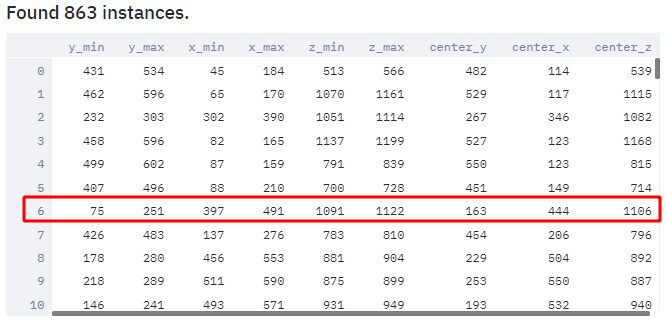 Found 863 instances.
y_min y_max x_min x_max z_min z_max center_y center_x center_z
0 431 534 45 184 513 566 482 114 539
1 462 596 65 170 1070 1161 529 117 1115
2 232 303 302 390 1051 1114 267 346 1082
3 458 596 82 165 1137 1199 527 123 1168
4 499 602 87 159 791 839 550 123 815
5 407 496 88 210 700 728 451 149 714
6 75 251 397 491 1091 1122 163 444 1106
7 426 483 137 276 783 810 454 206 796
8 178 280 456 553 881 904 229 504 892
9 218 289 511 590 875 899 253 550 887
10 146 241 493 571 931 949 193 532 940